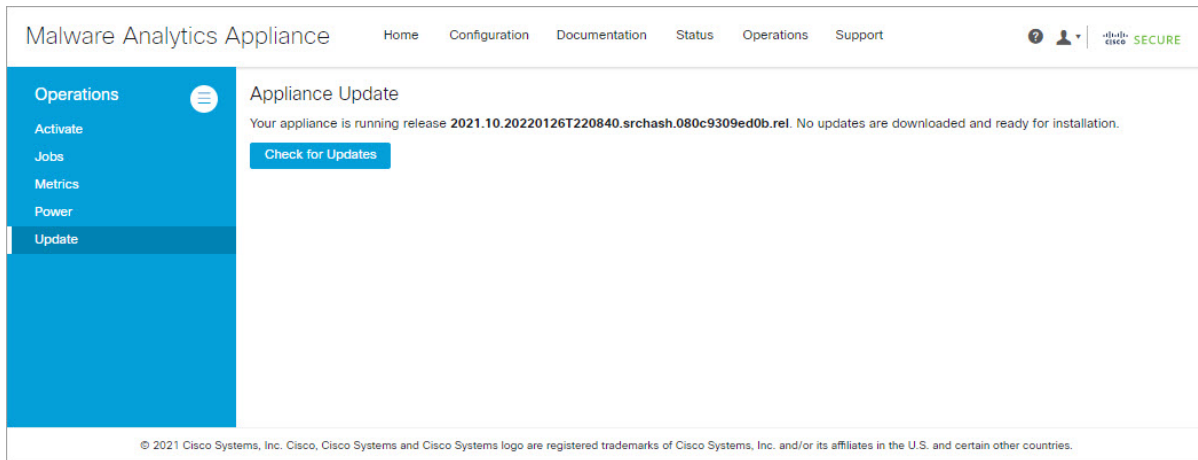 Malware Analytics Appliance Home Configuration Documentation Status Operations Support CISCO SECURE
Operations
Activate
Jobs
Metrics
Power
Update
Appliance Update
Your appliance is running release 2021.10.20220126T220840.srchash.080c9309ed0b.rel. No updates are downloaded and ready for installation.
Check for Updates
© 2021 Cisco Systems, Inc. Cisco, Cisco Systems and Cisco Systems logo are registered trademarks of Cisco Systems, Inc. and/or its affiliates in the U.S. and certain other countries.